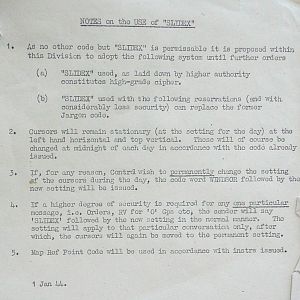 NOTES on the USE of "SLIDEX"
1. As no other code but "SLIDEX" is permissable it is proposed within
this Division to adopt the following system until further orders
(a) "SLIDEX" used, as laid down by higher authority
constitutes high-grade cipher.
(b) "SLIDEX" used with the following reservations (and with
considerably less security) can replace the former
Jargon code.
2. Cursors will remain stationary (at the setting for the day) at the
left hand horizontal and top vertical. These will of course be
changed at midnight of each day in accordance with the code already
issued.
3. If, for any reason, Control wish to permanently change the setting
of the cursors during the day, the code word WINDSOR followed by the
new setting will be issued.
4. If a higher degree of security is required for any one particular
message, i.e. Orders, RV for 'O' Gps etc, the sender will say
'SLIDEX' followed by the new setting in the normal manner. The
setting will apply to that particular conversation only, after
which, the cursors will again be moved to the permanent setting.
5. Map Ref Point Code will be used in accordance with instrs issued.
1 Jan 44.